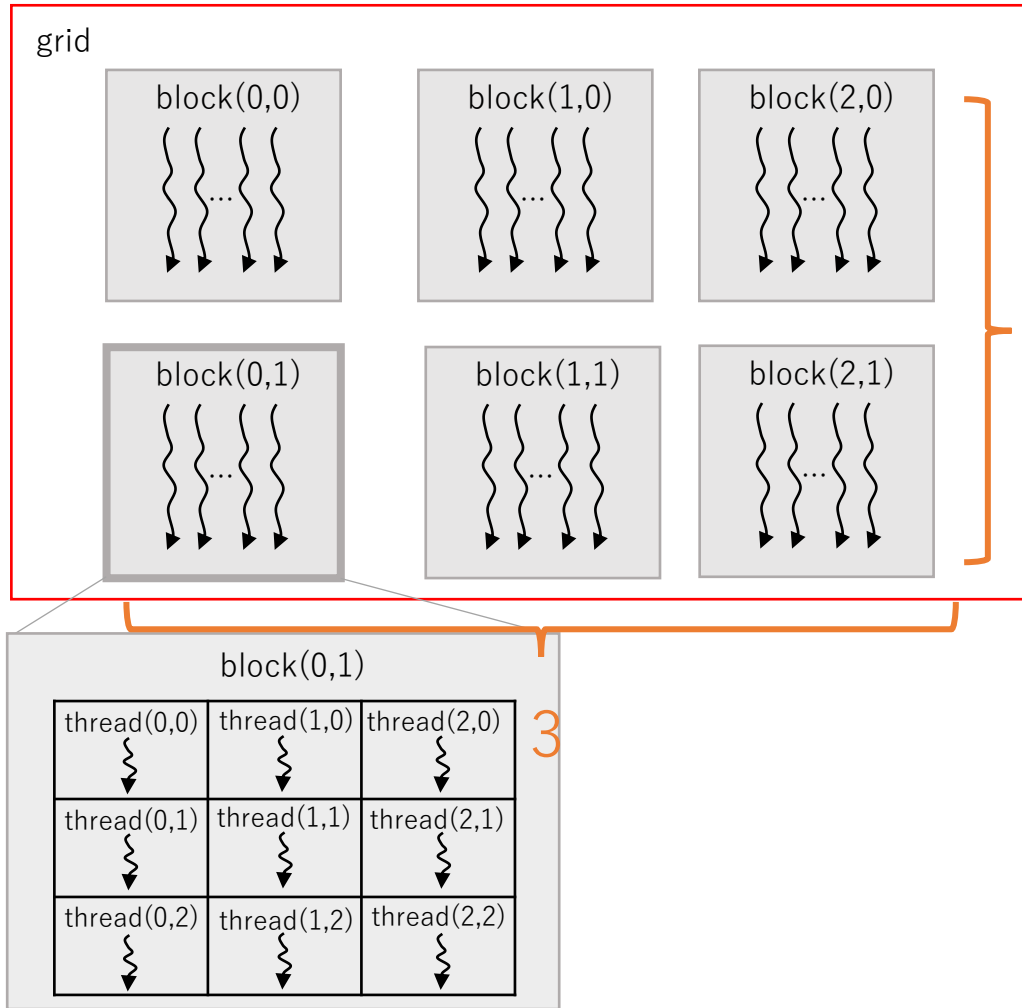 grid
block(0,0)
block(1,0)
block(2,0)
...
...
...
block(0,1)
block(1,1)
block(2,1)
...
...
...
block(0,1)
3
thread(0,0)
thread(1,0)
thread(2,0)
thread(0,1)
thread(1,1)
thread(2,1)
thread(0,2)
thread(1,2)
thread(2,2)